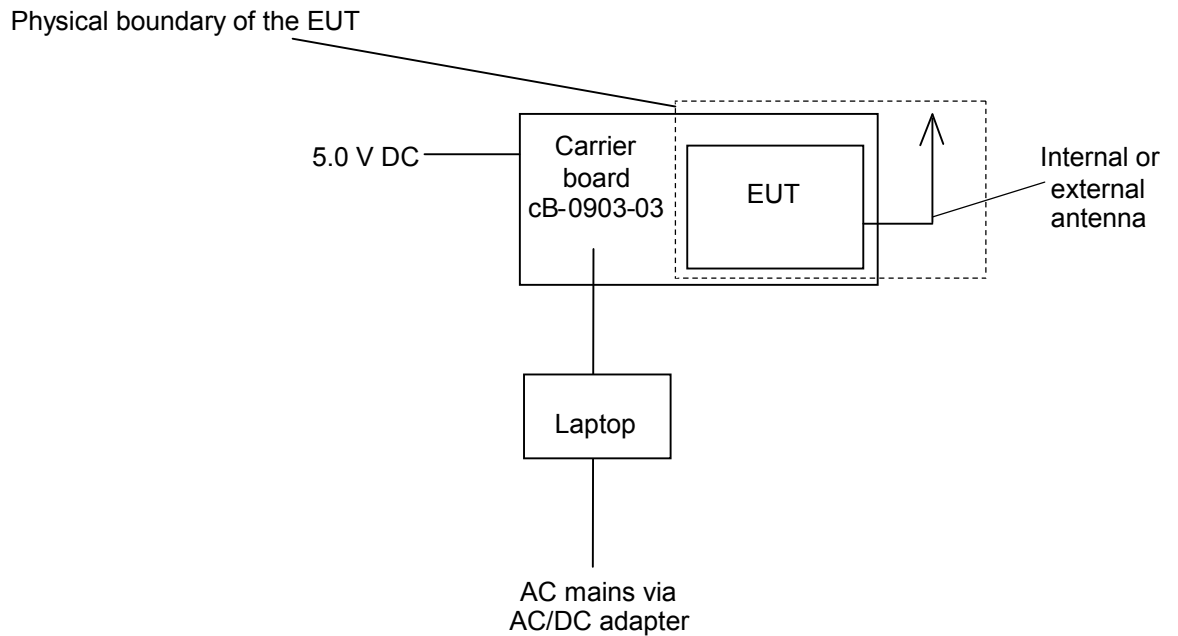 Physical boundary of the EUT
5.0 V DC
Carrier
board
cB-0903-03
EUT
Internal or
external
antenna
Laptop
AC mains via
AC/DC adapter